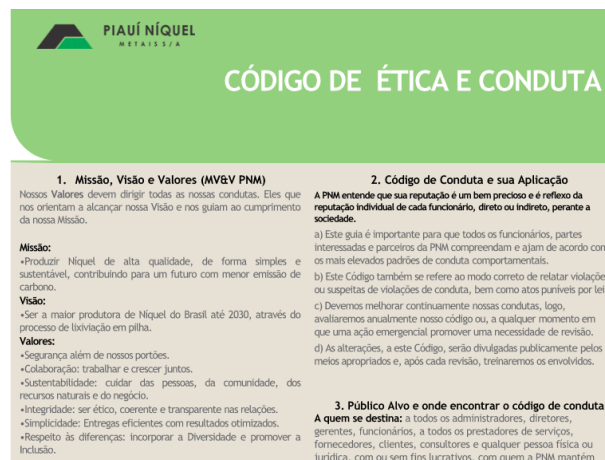 PIAUÍ NÍQUEL
METAIS S/A
CÓDIGO DE ÉTICA E CONDUTA
1. Missão, Visão e Valores (MV&V PNM)
Nossos Valores devem dirigir todas as nossas condutas. Eles que
nos orientam a alcançar nossa Visão e nos guiam ao cumprimento
da nossa Missão.
Missão:
•Produzir Níquel de alta qualidade, de forma simples e
sustentável, contribuindo para um futuro com menor emissão de
carbono.
Visão:
•Ser a maior produtora de Níquel do Brasil até 2030, através do
processo de lixiviação em pilha.
Valores:
•Segurança além de nossos portões.
•Colaboração: trabalhar e crescer juntos.
•Sustentabilidade: cuidar das pessoas, da comunidade, dos
recursos naturais e do negócio.
•Integridade: ser ético, coerente e transparente nas relações.
•Simplicidade: Entregas eficientes com resultados otimizados.
•Respeito às diferenças: incorporar a Diversidade e promover a
Inclusão.
2. Código de Conduta e sua Aplicação
A PNM entende que sua reputação é um bem precioso e é reflexo da
reputação individual de cada funcionário, direto ou indireto, perante a
sociedade.
a) Este guia é importante para que todos os funcionários, partes
interessadas e parceiros da PNM compreendam e ajam de acordo com
os mais elevados padrões de conduta comportamentais.
b) Este Código também se refere ao modo correto de relatar violaçõe
ou suspeitas de violações de conduta, bem como atos puníveis por lei
c) Devemos melhorar continuamente nossas condutas, logo,
avaliaremos anualmente nosso código ou, a qualquer momento em
que uma ação emergencial promover uma necessidade de revisão.
d) As alterações, a este Código, serão divulgadas publicamente pelos
meios apropriados e, após cada revisão, treinaremos os envolvidos.
3. Público Alvo e onde encontrar o código de conduta
A quem se destina: a todos os administradores, diretores,
gerentes, funcionários, a todos os prestadores de serviços,
fornecedores, clientes, consultores e qualquer pessoa física ou
jurídica, com ou sem fins lucrativos, com quem a PNM mantém